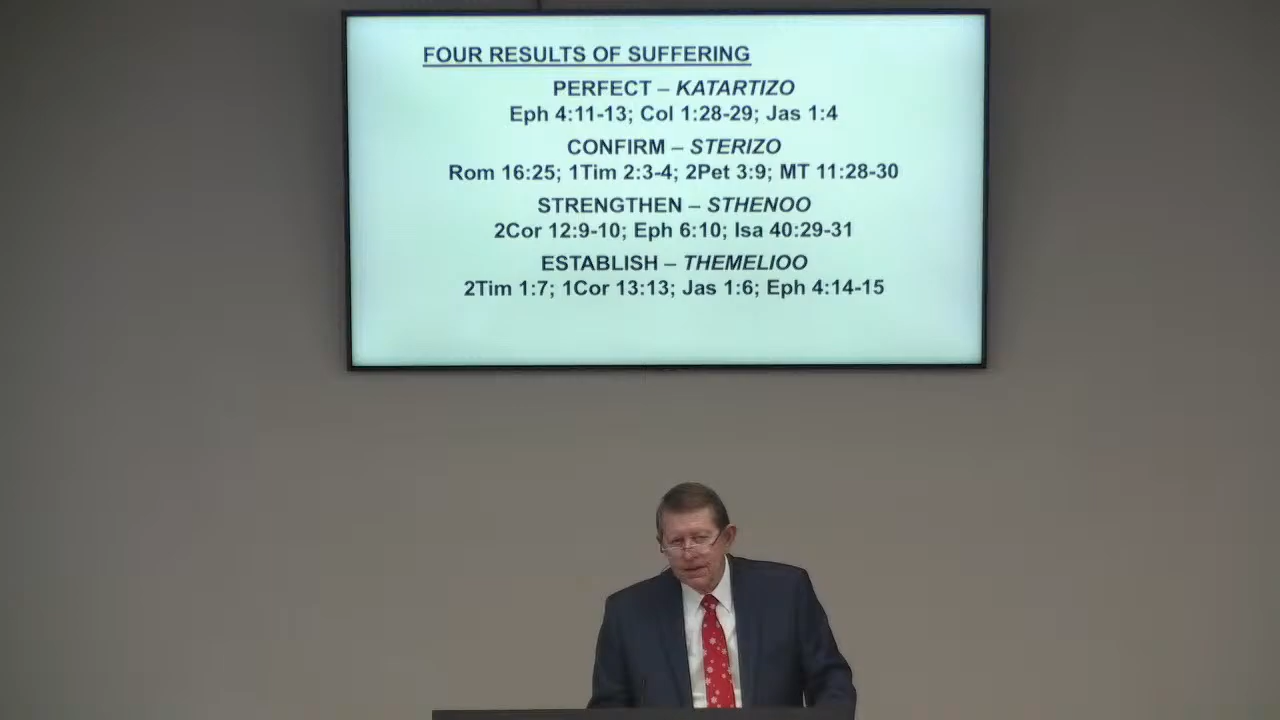 FOUR RESULTS OF SUFFERING
PERFECT – KATARTIZO
Eph 4:11-13; Col 1:28-29; Jas 1:4
CONFIRM – STERIZO
Rom 16:25; 1Tim 2:3-4; 2Pet 3:9; MT 11:28-30
STRENGTHEN – STHENOO
2Cor 12:9-10; Eph 6:10; Isa 40:29-31
ESTABLISH – THEMELIOO
2Tim 1:7; 1Cor 13:13; Jas 1:6; Eph 4:14-15